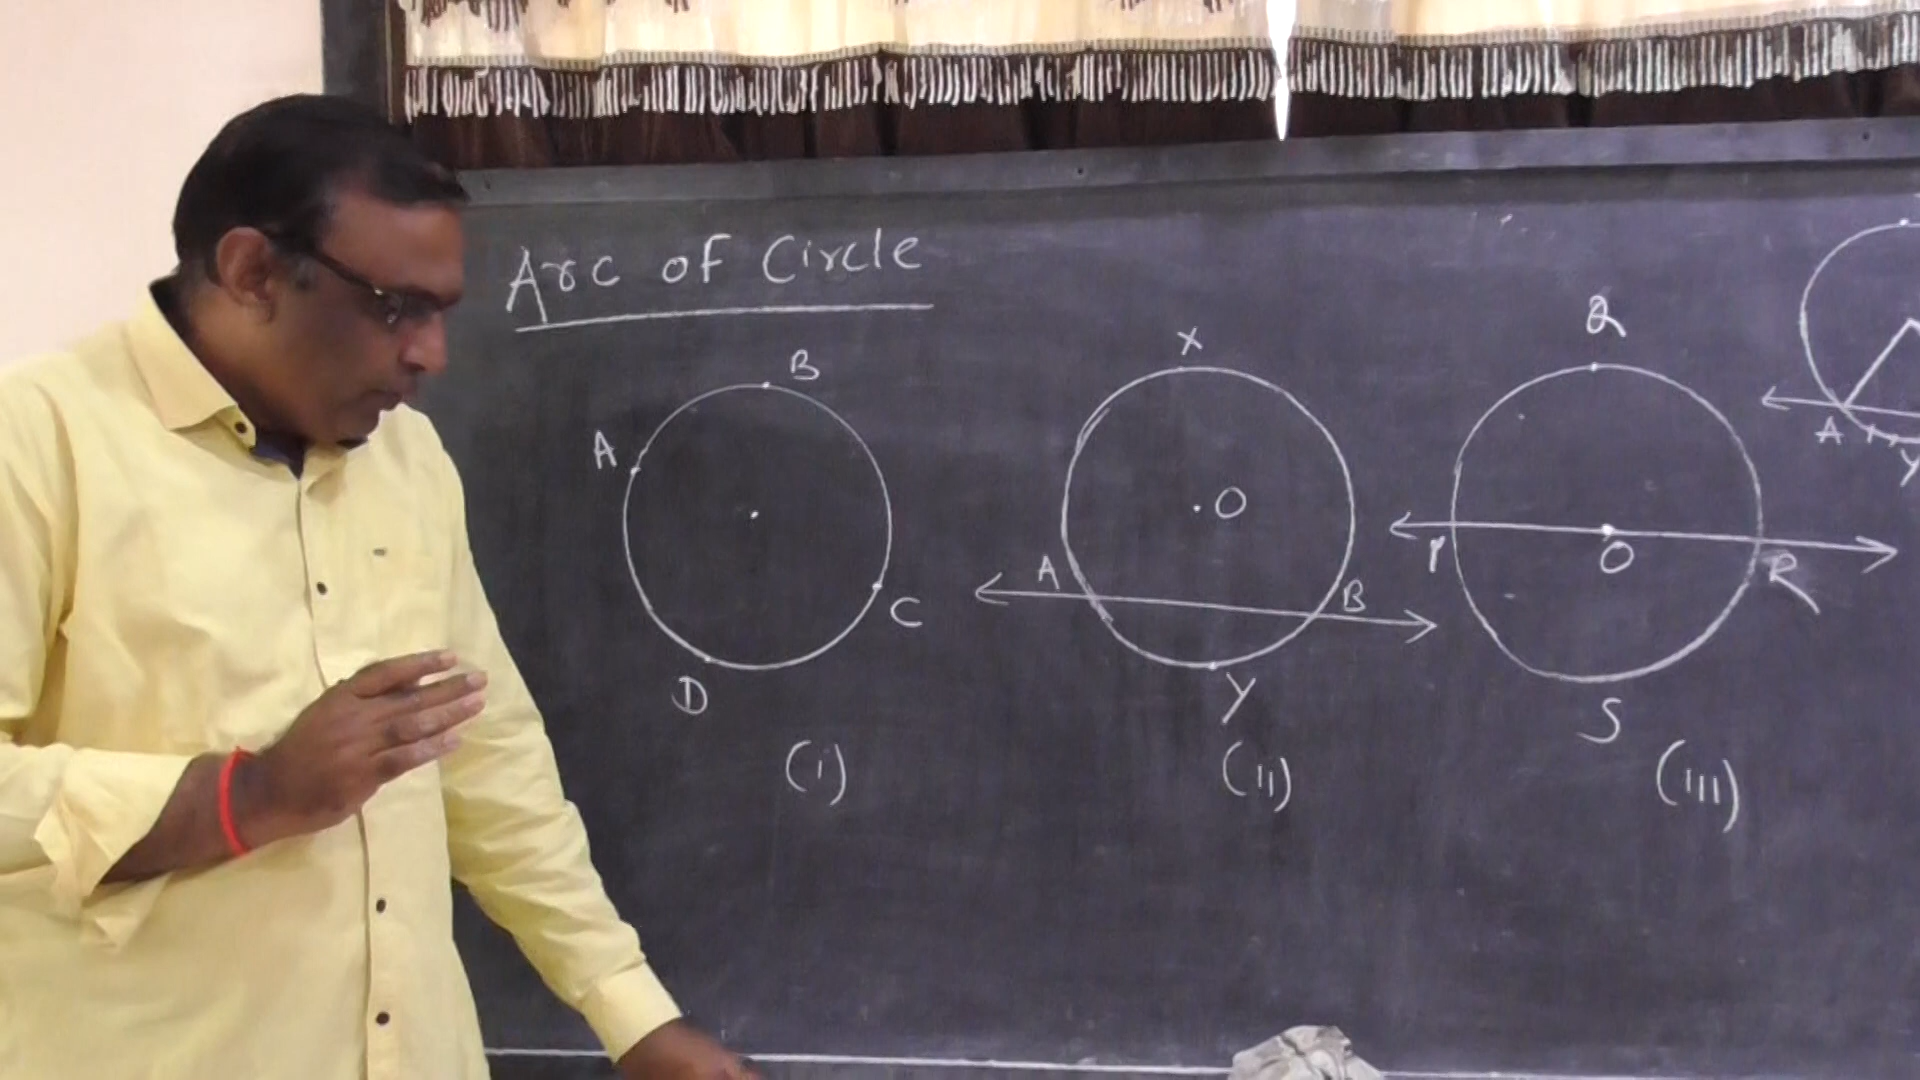 Arc of Circle
B
A
C
D
(i)
X
O
A
B
Y
(ii)
Q
P
O
R
S
(iii)
A
Y